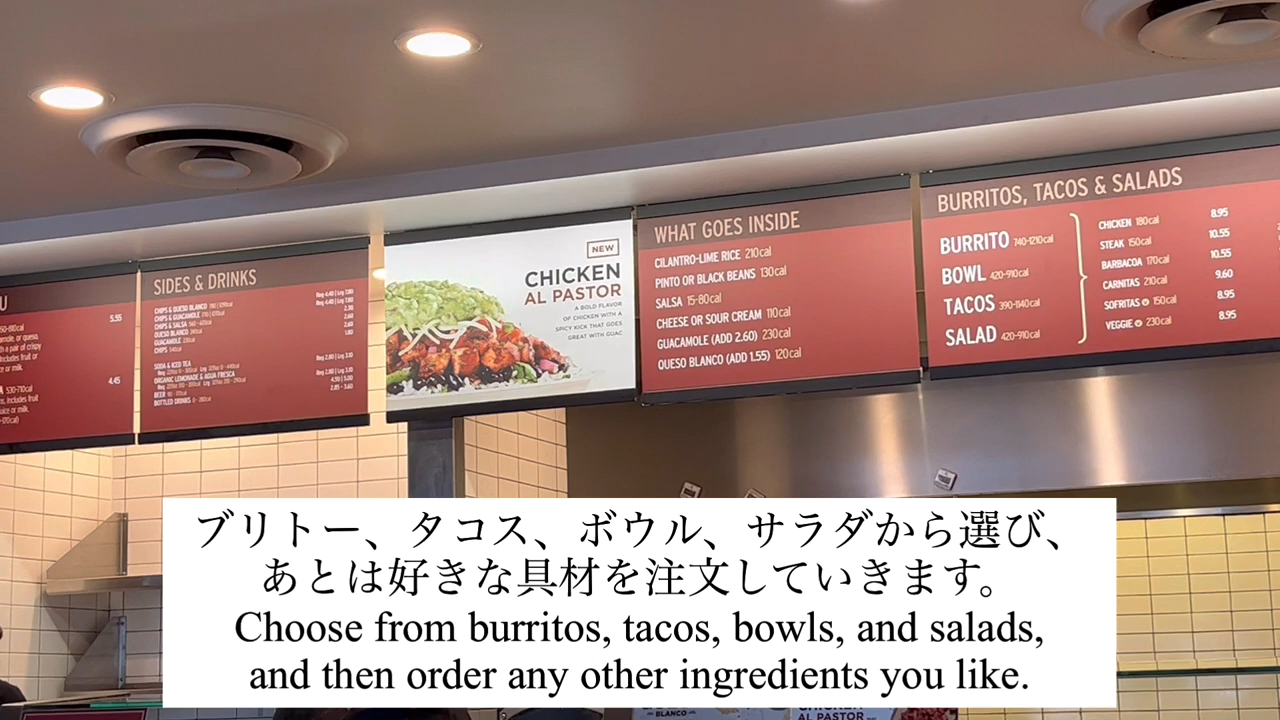 U
5.55
4.45
SIDES & DRINKS
CHIPS & QUESO BLANCO
CHIPS & GUACAMOLE
CHIPS & SALSA
QUESO BLANCO
GUACAMOLE
CHIPS
SODA & ICED TEA
ORGANIC LEMONADE & AGUA FRESCA
BEER
BOTTLED DRINKS
NEW
CHICKEN
AL PASTOR
A BOLD FLAVOR
OF CHICKEN WITH A
SPICY KICK THAT GOES
GREAT WITH GUAC
WHAT GOES INSIDE
CILANTRO-LIME RICE 210cal
PINTO OR BLACK BEANS 130cal
SALSA 15-80cal
CHEESE OR SOUR CREAM 110cal
GUACAMOLE (ADD 2.60) 230cal
QUESO BLANCO (ADD 1.55) 120cal
BURRITOS, TACOS & SALADS
BURRITO 740-1210cal
BOWL 420-910cal
TACOS 390-1140cal
SALAD 420-910cal
CHICKEN 180cal 8.95
STEAK 150cal 10.55
BARBACOA 170cal 10.55
CARNITAS 210cal 9.60
SOFRITAS 150cal 8.95
VEGGIE 230cal 8.95
ブリトー、タコス、ボウル、サラダから選び、
あとは好きな具材を注文していきます。
Choose from burritos, tacos, bowls, and salads,
and then order any other ingredients you like.
BLANCO
CHICKEN
AL PASTOR